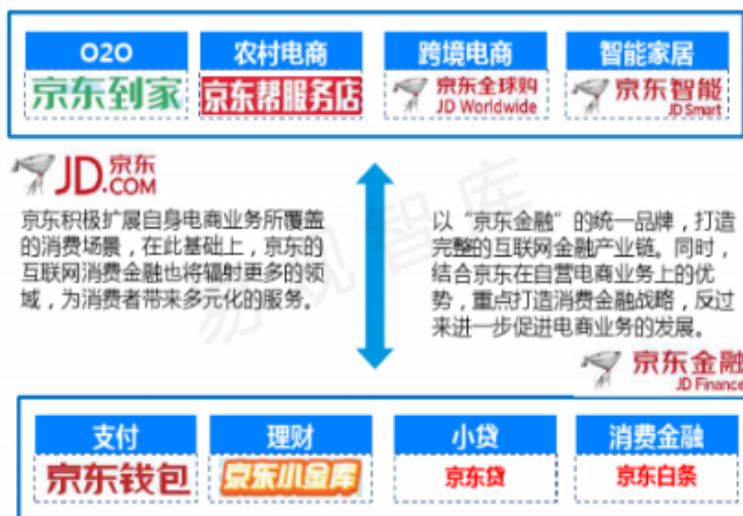 O2O
农村电商
跨境电商
智能家居
京东到家
京东帮服务店
京东全球购
JD Worldwide
京东智能
JD Smart
JD.COM
京东
京东积极扩展自身电商业务所覆盖
的消费场景，在此基础上，京东的
互联网消费金融也将辐射更多的领
域，为消费者带来多元化的服务。
以“京东金融”的统一品牌，打造
完整的互联网金融产业链。同时，
结合京东在自营电商业务上的优
势，重点打造消费金融战略，反过
来进一步促进电商业务的发展。
易观智库
京东金融
JD Finance
支付
理财
小贷
消费金融
京东钱包
京东小金库
京东贷
京东白条